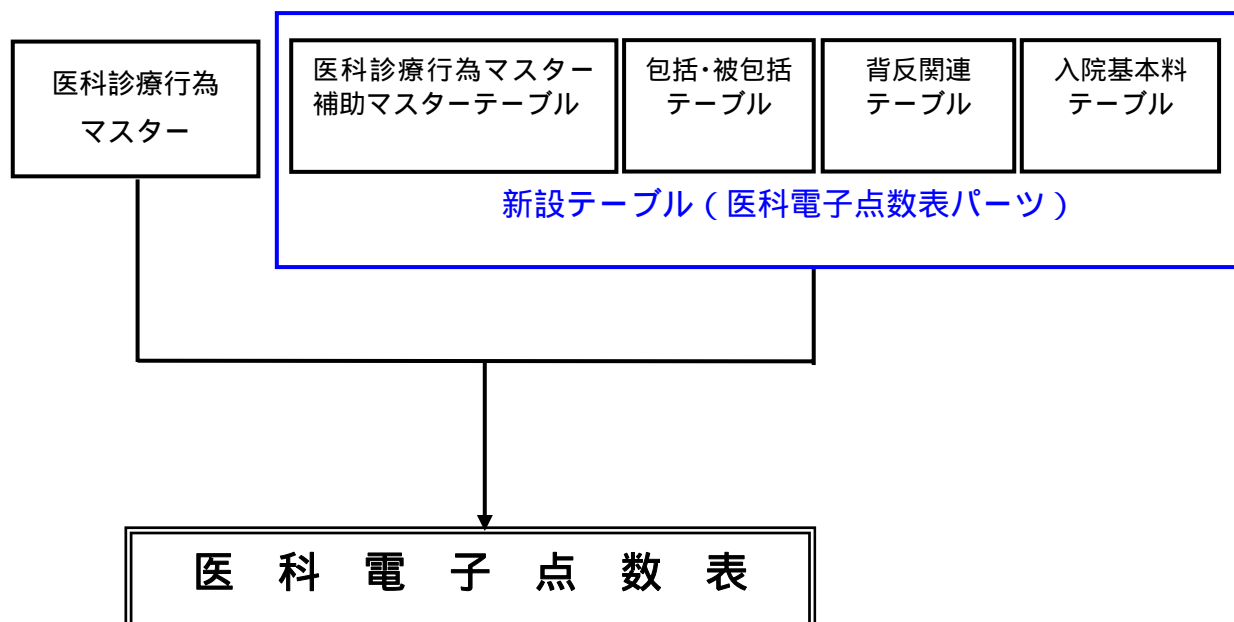 医科診療行為
マスター
医科診療行為マスター
補助マスターテーブル
包括・被包括
テーブル
背反関連
テーブル
入院基本料
テーブル
新設テーブル（医科電子点数表パーツ）
医科電子点数表